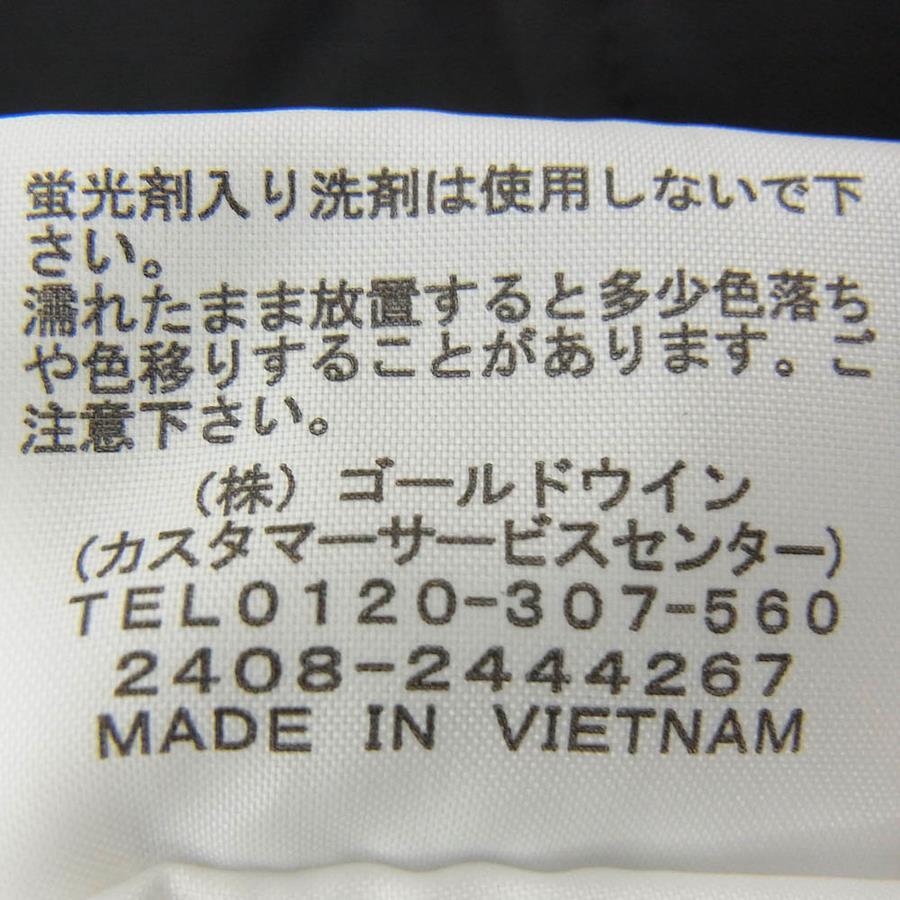 蛍光剤入り洗剤は使用しないで下
さい。
濡れたまま放置すると多少色落ち
や色移りすることがあります。ご
注意下さい。
(株) ゴールドウイン
(カスタマーサービスセンター)
TEL0120-307-560
2408-2444267
MADE IN VIETNAM